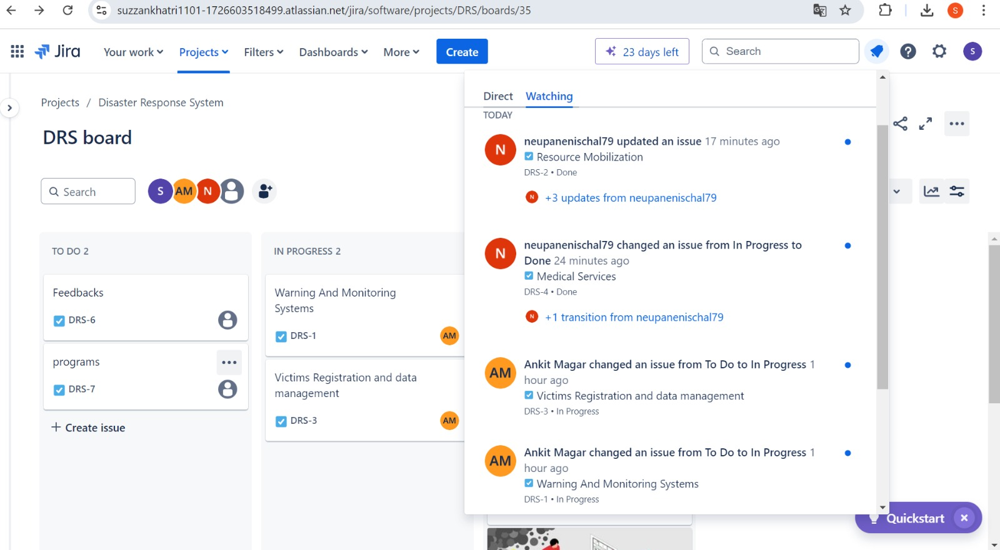 suzzankhatri1101-1726603518499.atlassian.net/jira/software/projects/DRS/boards/35
S
Jira
Your work
Projects
Filters
Dashboards
More
Create
23 days left
Search
S
Projects / Disaster Response System
DRS board
Search
S
AM
N
TO DO 2
Feedbacks
DRS-6
programs
DRS-7
+ Create issue
IN PROGRESS 2
Warning And Monitoring
Systems
DRS-1
AM
Victims Registration and data
management
DRS-3
AM
Direct
Watching
TODAY
N
neupanenischal79 updated an issue 17 minutes ago
Resource Mobilization
DRS-2 • Done
N
+3 updates from neupanenischal79
N
neupanenischal79 changed an issue from In Progress to
Done 24 minutes ago
Medical Services
DRS-4 • Done
N
+1 transition from neupanenischal79
AM
Ankit Magar changed an issue from To Do to In Progress 1
hour ago
Victims Registration and data management
DRS-3 • In Progress
AM
Ankit Magar changed an issue from To Do to In Progress 1
hour ago
Warning And Monitoring Systems
DRS-1 • In Progress
Quickstart